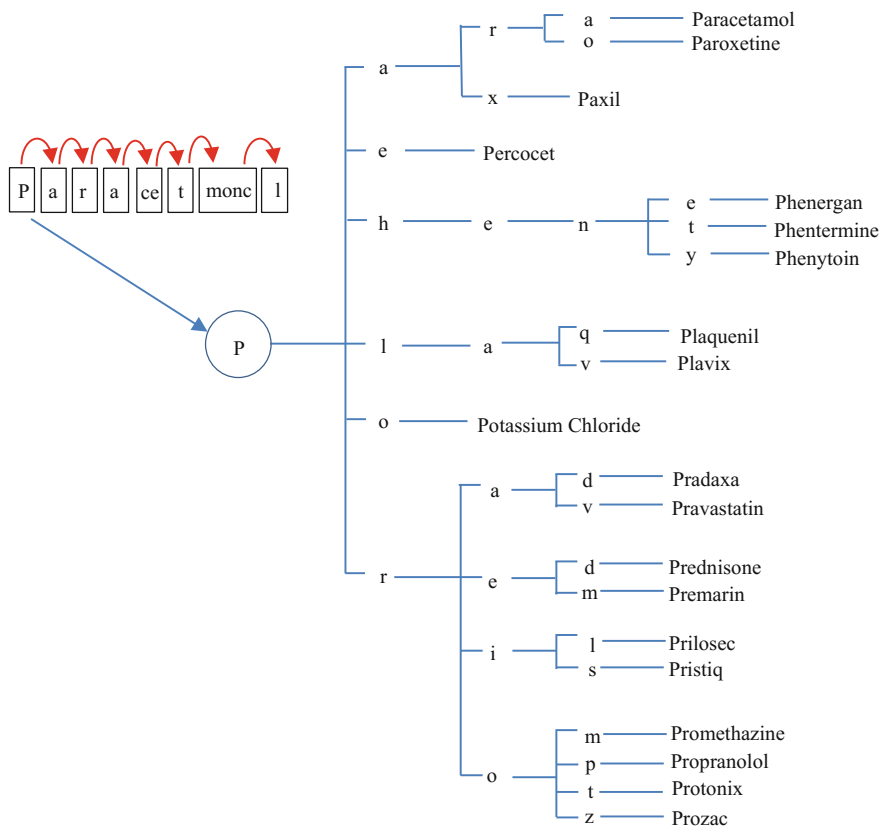 r a Paracetamol
o Paroxetine
a
x Paxil
e Percocet
P a r a ce t monc l
h e n e Phenergan
t Phentermine
y Phenytoin
P
l a q Plaquenil
v Plavix
o Potassium Chloride
r a d Pradaxa
v Pravastatin
e d Prednisone
m Premarin
i l Prilosec
s Pristiq
o m Promethazine
p Propranolol
t Protonix
z Prozac